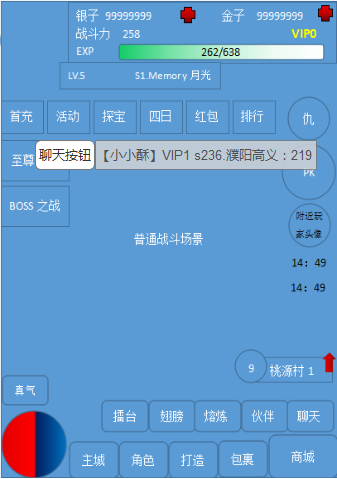 银子 99999999 金子 99999999
战斗力 258 VIP0
EXP 262/638
LV.5 S1.Memory 月光
首充 活动 探宝 四日 红包 排行 仇
至尊 聊天按钮 【小小酥】VIP1 s236.濮阳高义：219
PK
BOSS 之战
附近玩
家头像
普通战斗场景
14：49
14：49
9 桃源村 1
真气
擂台 翅膀 熔炼 伙伴 聊天
主城 角色 打造 包裹 商城